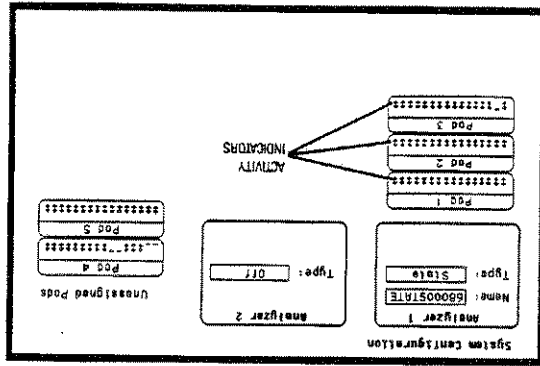 System Configuration
Analyzer 1
Name: 68000STATE
Type: State
Analyzer 2
Type: Off
Unassigned Pods
Pod 4
Pod 5
Pod 1
Pod 2
Pod 3
ACTIVITY
INDICATORS